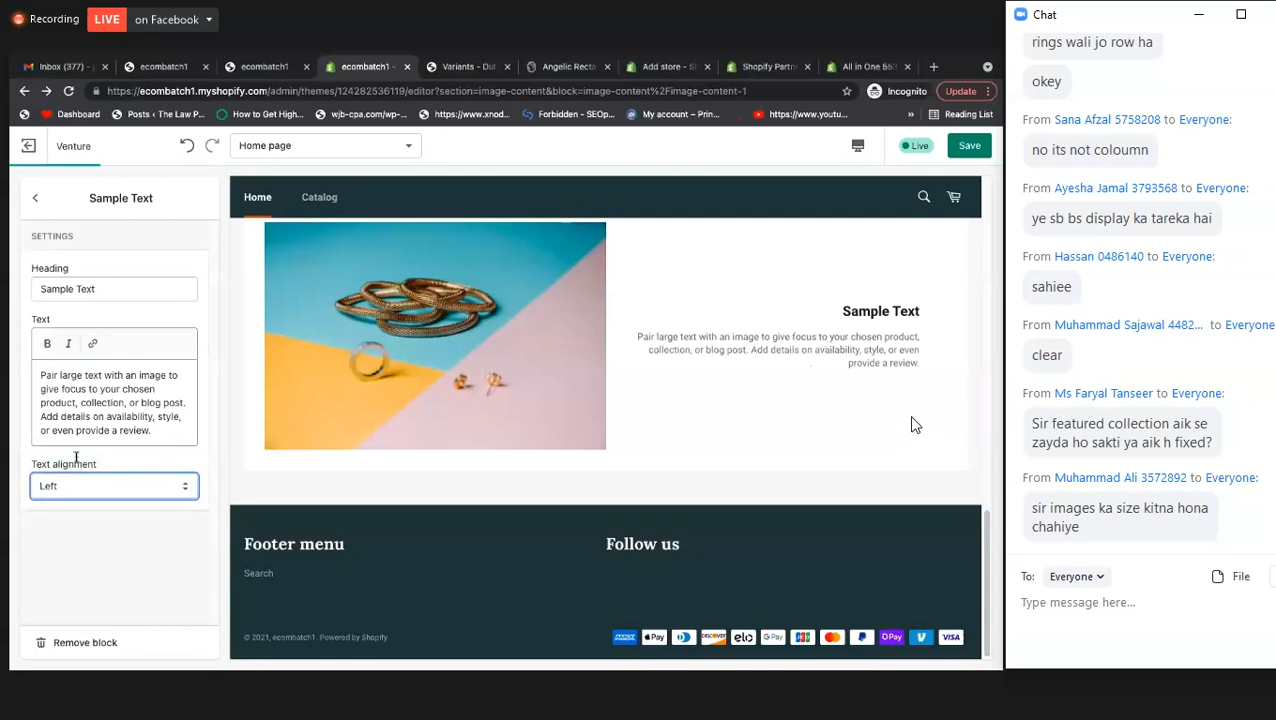 Recording
LIVE
on Facebook
Inbox (377) –
ecombatch1
ecombatch1
ecombatch1 ·
Variants – Du
Angelic Recta
Add store – S
Shopify Partn
All in One 553
https://ecombatch1.myshopify.com/admin/themes/124282536119/editor?section=image-content&block=image-content%2Fimage-content-1
Incognito
Update
Dashboard
Posts ‹ The Law P...
How to Get High...
wjb-cpa.com/wp-...
https://www.xnod...
Forbidden -SEOp...
My account – Prin...
https://www.youtu...
»
Reading List
Venture
Home page
Live
Save
Sample Text
SETTINGS
Heading
Sample Text
Text
B I
Pair large text with an image to
give focus to your chosen
product, collection, or blog post.
Add details on availability, style,
or even provide a review.
Text alignment
Left
Remove block
Home
Catalog
Sample Text
Pair large text with an image to give focus to your chosen product,
collection, or blog post. Add details on availability, style, or even
provide a review.
Footer menu
Search
Follow us
© 2021, ecombatch1. Powered by Shopify
DISCOVER
elo
G Pay
JCB
Pay
VISA
Chat
rings wali jo row ha
okey
From Sana Afzal 5758208 to Everyone:
no its not coloumn
From Ayesha Jamal 3793568 to Everyone:
ye sb bs display ka tareka hai
From Hassan 0486140 to Everyone:
sahiee
From Muhammad Sajawal 4482... to Everyone
clear
From Ms Faryal Tanseer to Everyone:
Sir featured collection aik se
zayda ho sakti ya aik h fixed?
From Muhammad Ali 3572892 to Everyone:
sir images ka size kitna hona
chahiye
To: Everyone
File
Type message here...